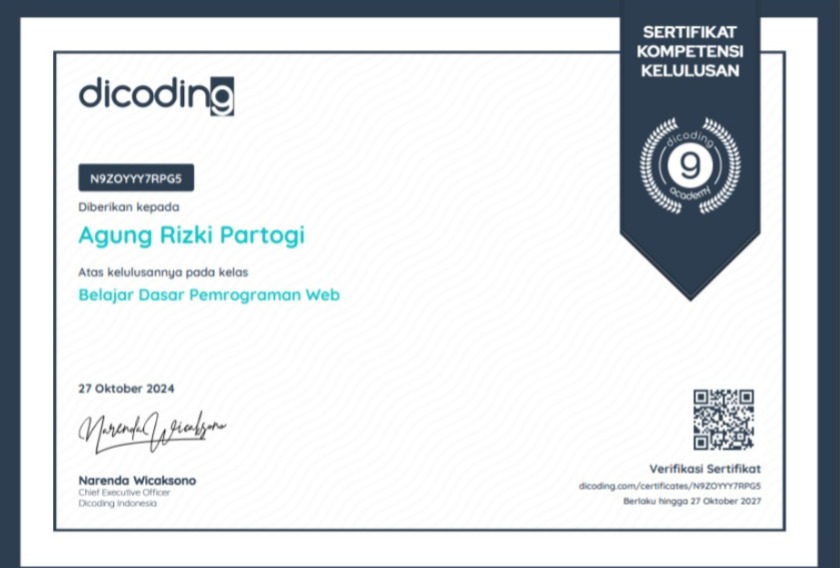 SERTIFIKAT
KOMPETENSI
KELULUSAN
dicoding
dicoding
9
academy
N9ZOYYY7RPG5
Diberikan kepada
Agung Rizki Partogi
Atas kelulusannya pada kelas
Belajar Dasar Pemrograman Web
27 Oktober 2024
Narenda Wicaksono
Narenda Wicaksono
Chief Executive Officer
Dicoding Indonesia
Verifikasi Sertifikat
dicoding.com/certificates/N9ZOYYY7RPG5
Berlaku hingga 27 Oktober 2027